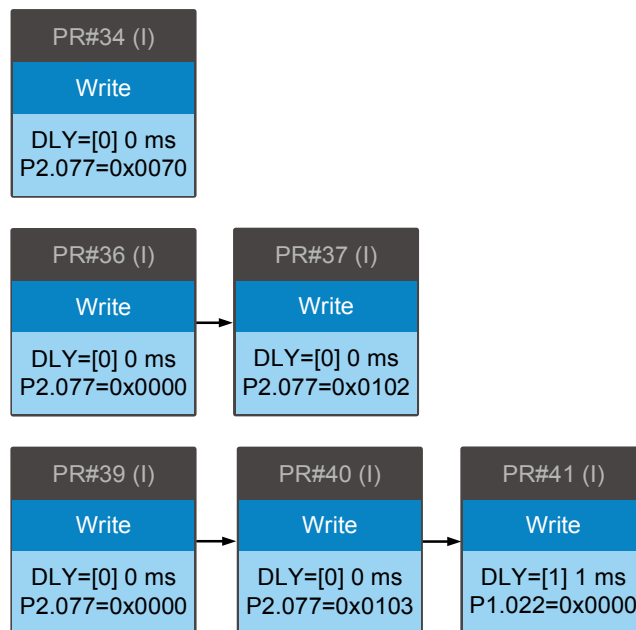 PR#34 (I)
Write
DLY=[0] 0 ms
P2.077=0x0070
PR#36 (I)
Write
DLY=[0] 0 ms
P2.077=0x0000
PR#37 (I)
Write
DLY=[0] 0 ms
P2.077=0x0102
PR#39 (I)
Write
DLY=[0] 0 ms
P2.077=0x0000
PR#40 (I)
Write
DLY=[0] 0 ms
P2.077=0x0103
PR#41 (I)
Write
DLY=[1] 1 ms
P1.022=0x0000